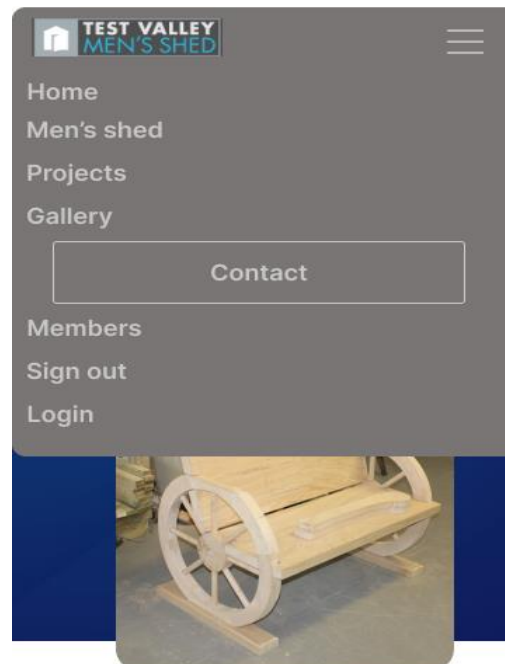 TEST VALLEY
MEN'S SHED
Home
Men's shed
Projects
Gallery
Contact
Members
Sign out
Login